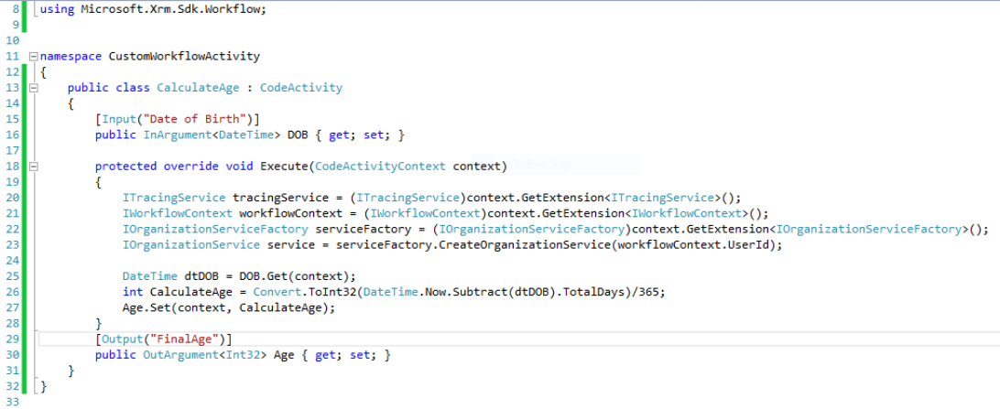 8 using Microsoft.Xrm.Sdk.Workflow;
9
10
11 namespace CustomWorkflowActivity
12 {
13 public class CalculateAge : CodeActivity
14 {
15 [Input("Date of Birth")]
16 public InArgument<DateTime> DOB { get; set; }
17
18 protected override void Execute(CodeActivityContext context)
19 {
20 ITracingService tracingService = (ITracingService)context.GetExtension<ITracingService>();
21 IWorkflowContext workflowContext = (IWorkflowContext)context.GetExtension<IWorkflowContext>();
22 IOrganizationServiceFactory serviceFactory = (IOrganizationServiceFactory)context.GetExtension<IOrganizationServiceFactory>();
23 IOrganizationService service = serviceFactory.CreateOrganizationService(workflowContext.UserId);
24
25 DateTime dtDOB = DOB.Get(context);
26 int CalculateAge = Convert.ToInt32(DateTime.Now.Subtract(dtDOB).TotalDays)/365;
27 Age.Set(context, CalculateAge);
28 }
29 [Output("FinalAge")]
30 public OutArgument<Int32> Age { get; set; }
31 }
32 }
33